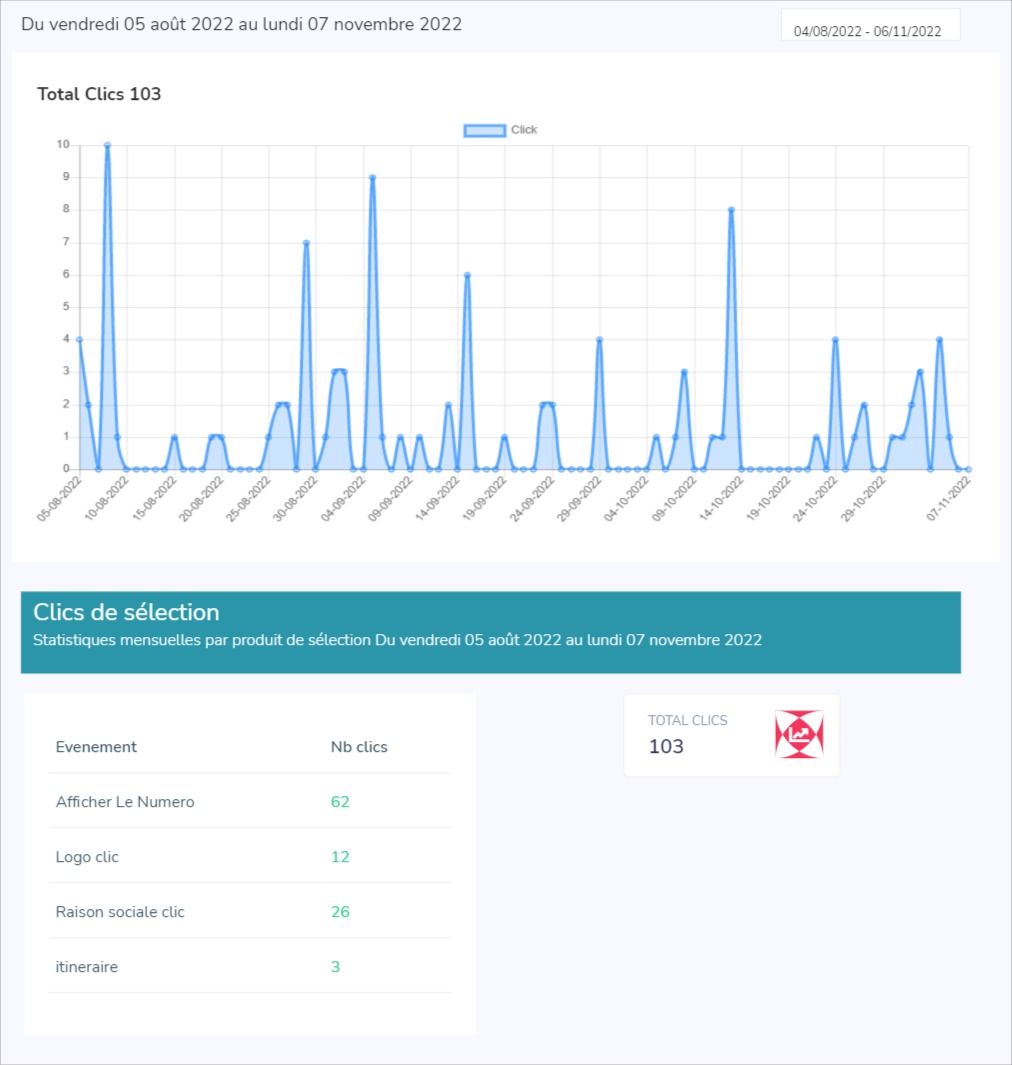 Du vendredi 05 août 2022 au lundi 07 novembre 2022
04/08/2022 - 06/11/2022
Total Clics 103
Click
10
9
8
7
6
5
4
3
2
1
0
05-08-2022
10-08-2022
15-08-2022
20-08-2022
25-08-2022
30-08-2022
04-09-2022
09-09-2022
14-09-2022
19-09-2022
24-09-2022
29-09-2022
04-10-2022
09-10-2022
14-10-2022
19-10-2022
24-10-2022
29-10-2022
07-11-2022
Clics de sélection
Statistiques mensuelles par produit de sélection Du vendredi 05 août 2022 au lundi 07 novembre 2022
Evenement Nb clics
Afficher Le Numero 62
Logo clic 12
Raison sociale clic 26
itineraire 3
TOTAL CLICS
103